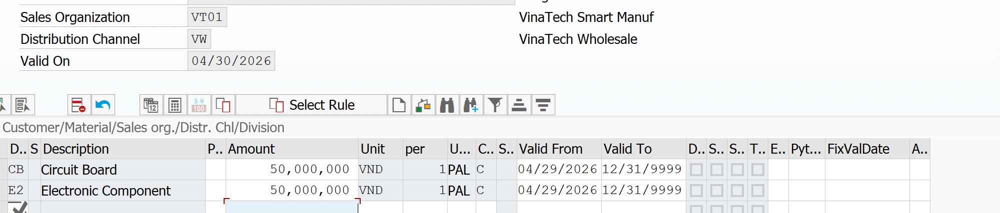 Sales Organization VT01 VinaTech Smart Manuf
Distribution Channel VW VinaTech Wholesale
Valid On 04/30/2026
12 $ ¥ 100 Select Rule
Customer/Material/Sales org./Distr. Chl/Division
D.. S Description P.. Amount Unit per U... C.. S.. Valid From Valid To D.. S.. S.. T.. E.. Pyt... FixValDate A..
CB Circuit Board 50,000,000 VND 1 PAL C 04/29/2026 12/31/9999
E2 Electronic Component 50,000,000 VND 1 PAL C 04/29/2026 12/31/9999